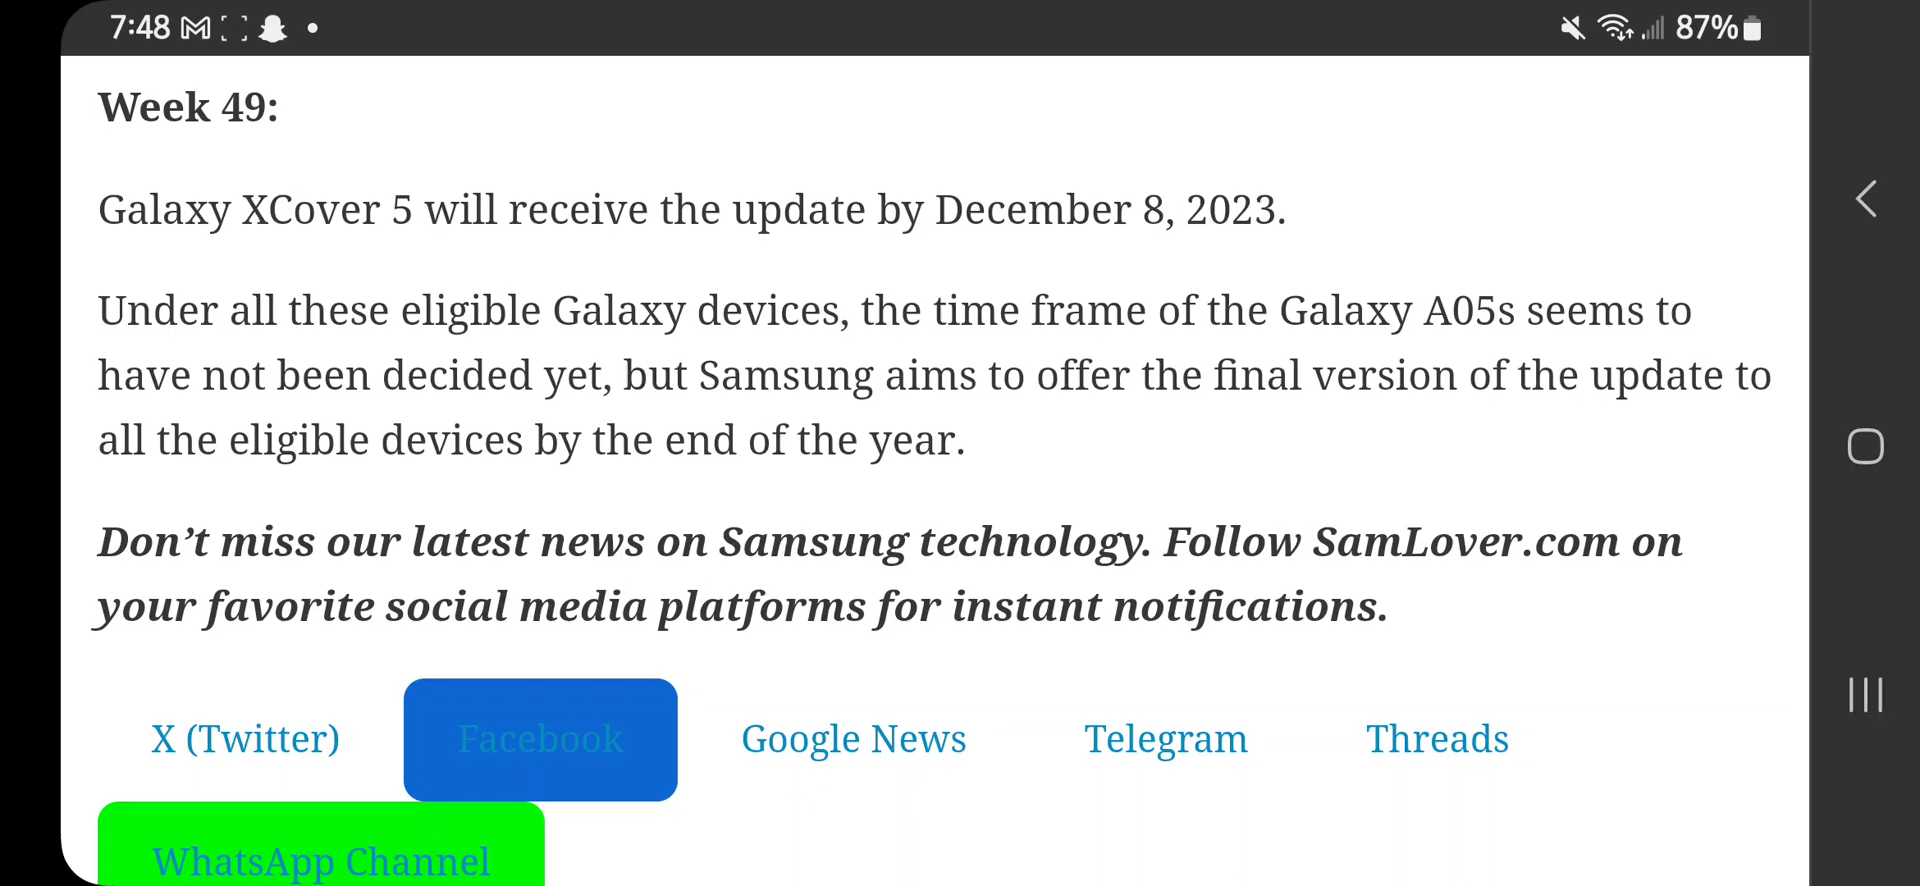 7:48
87%
Week 49:
Galaxy XCover 5 will receive the update by December 8, 2023.
Under all these eligible Galaxy devices, the time frame of the Galaxy A05s seems to
have not been decided yet, but Samsung aims to offer the final version of the update to
all the eligible devices by the end of the year.
Don’t miss our latest news on Samsung technology. Follow SamLover.com on
your favorite social media platforms for instant notifications.
X (Twitter) Facebook Google News Telegram Threads
WhatsApp Channel